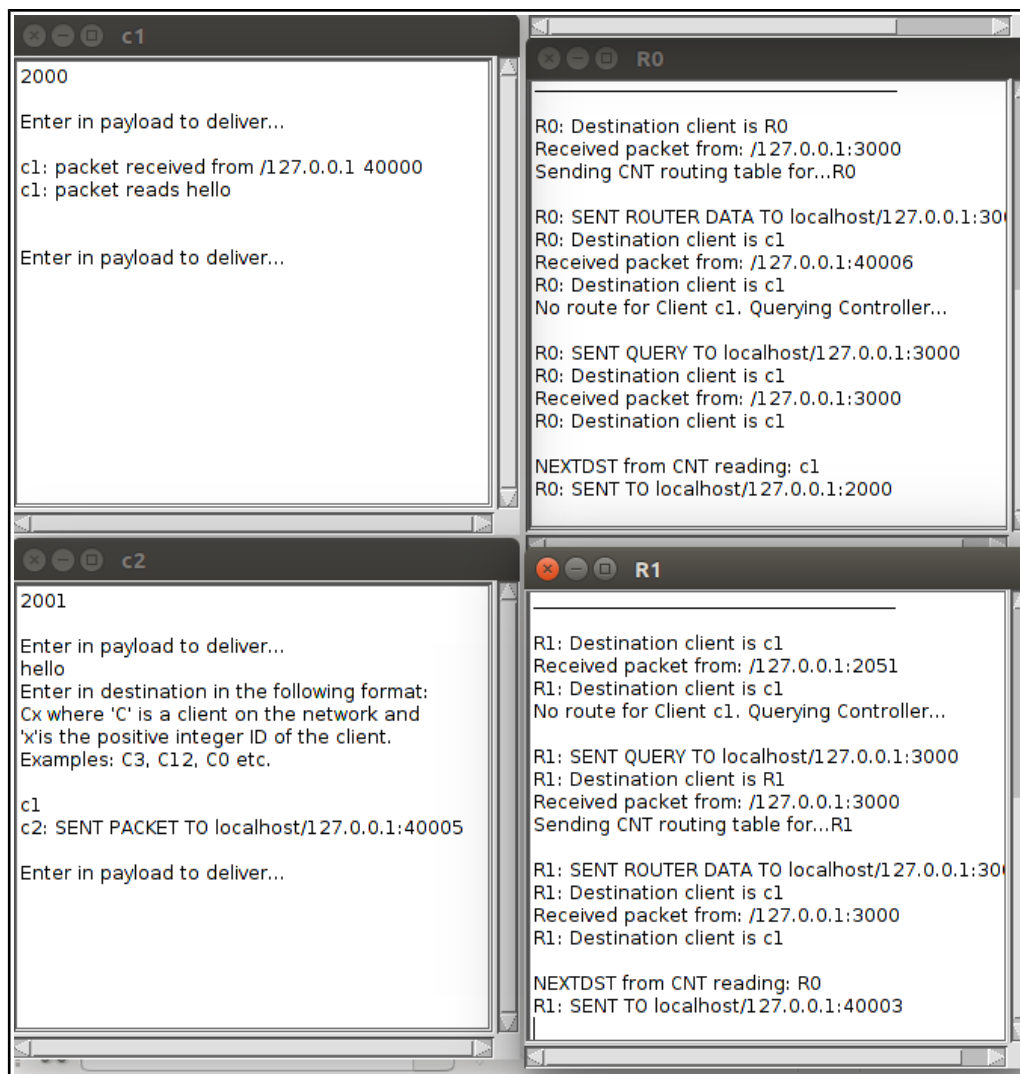 c1
2000
Enter in payload to deliver...
c1: packet received from /127.0.0.1 40000
c1: packet reads hello
Enter in payload to deliver...
R0
R0: Destination client is R0
Received packet from: /127.0.0.1:3000
Sending CNT routing table for...R0
R0: SENT ROUTER DATA TO localhost/127.0.0.1:300
R0: Destination client is c1
Received packet from: /127.0.0.1:40006
R0: Destination client is c1
No route for Client c1. Querying Controller...
R0: SENT QUERY TO localhost/127.0.0.1:3000
R0: Destination client is c1
Received packet from: /127.0.0.1:3000
R0: Destination client is c1
NEXTDST from CNT reading: c1
R0: SENT TO localhost/127.0.0.1:2000
c2
2001
Enter in payload to deliver...
hello
Enter in destination in the following format:
Cx where 'C' is a client on the network and
'x'is the positive integer ID of the client.
Examples: C3, C12, C0 etc.
c1
c2: SENT PACKET TO localhost/127.0.0.1:40005
Enter in payload to deliver...
R1
R1: Destination client is c1
Received packet from: /127.0.0.1:2051
R1: Destination client is c1
No route for Client c1. Querying Controller...
R1: SENT QUERY TO localhost/127.0.0.1:3000
R1: Destination client is R1
Received packet from: /127.0.0.1:3000
Sending CNT routing table for...R1
R1: SENT ROUTER DATA TO localhost/127.0.0.1:300
R1: Destination client is c1
Received packet from: /127.0.0.1:3000
R1: Destination client is c1
NEXTDST from CNT reading: R0
R1: SENT TO localhost/127.0.0.1:40003